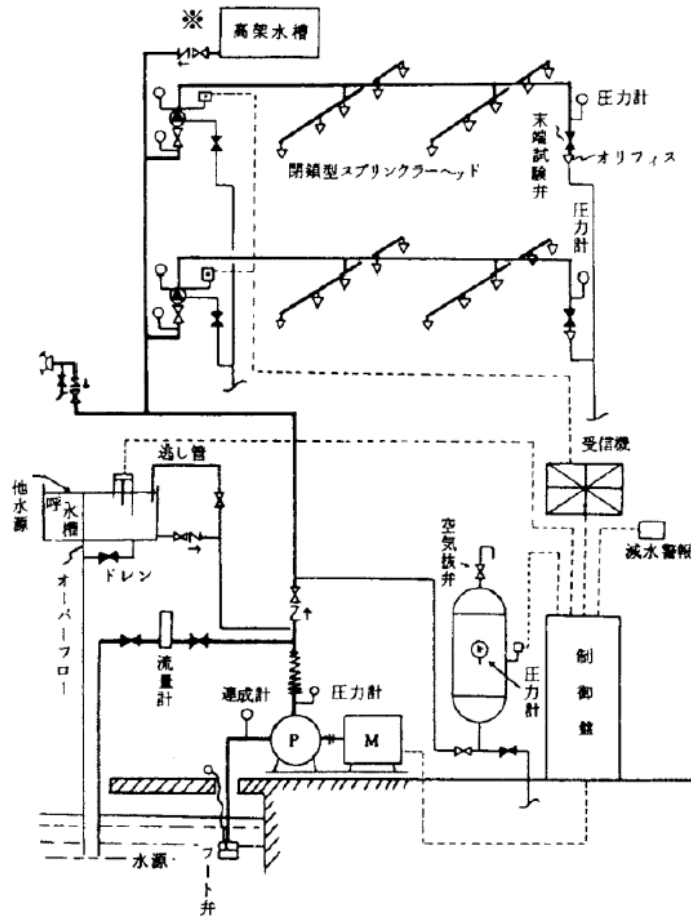 ※
高架水槽
圧力計
末端試験弁
オリフィス
閉鎖型スプリンクラーヘッド
圧力計
受信機
逃し管
他水源
呼水槽
空気抜弁
減水警報
ドレン
オーバーフロー
流量計
連成計
圧力計
圧力計
制御盤
P
M
水源
フート弁